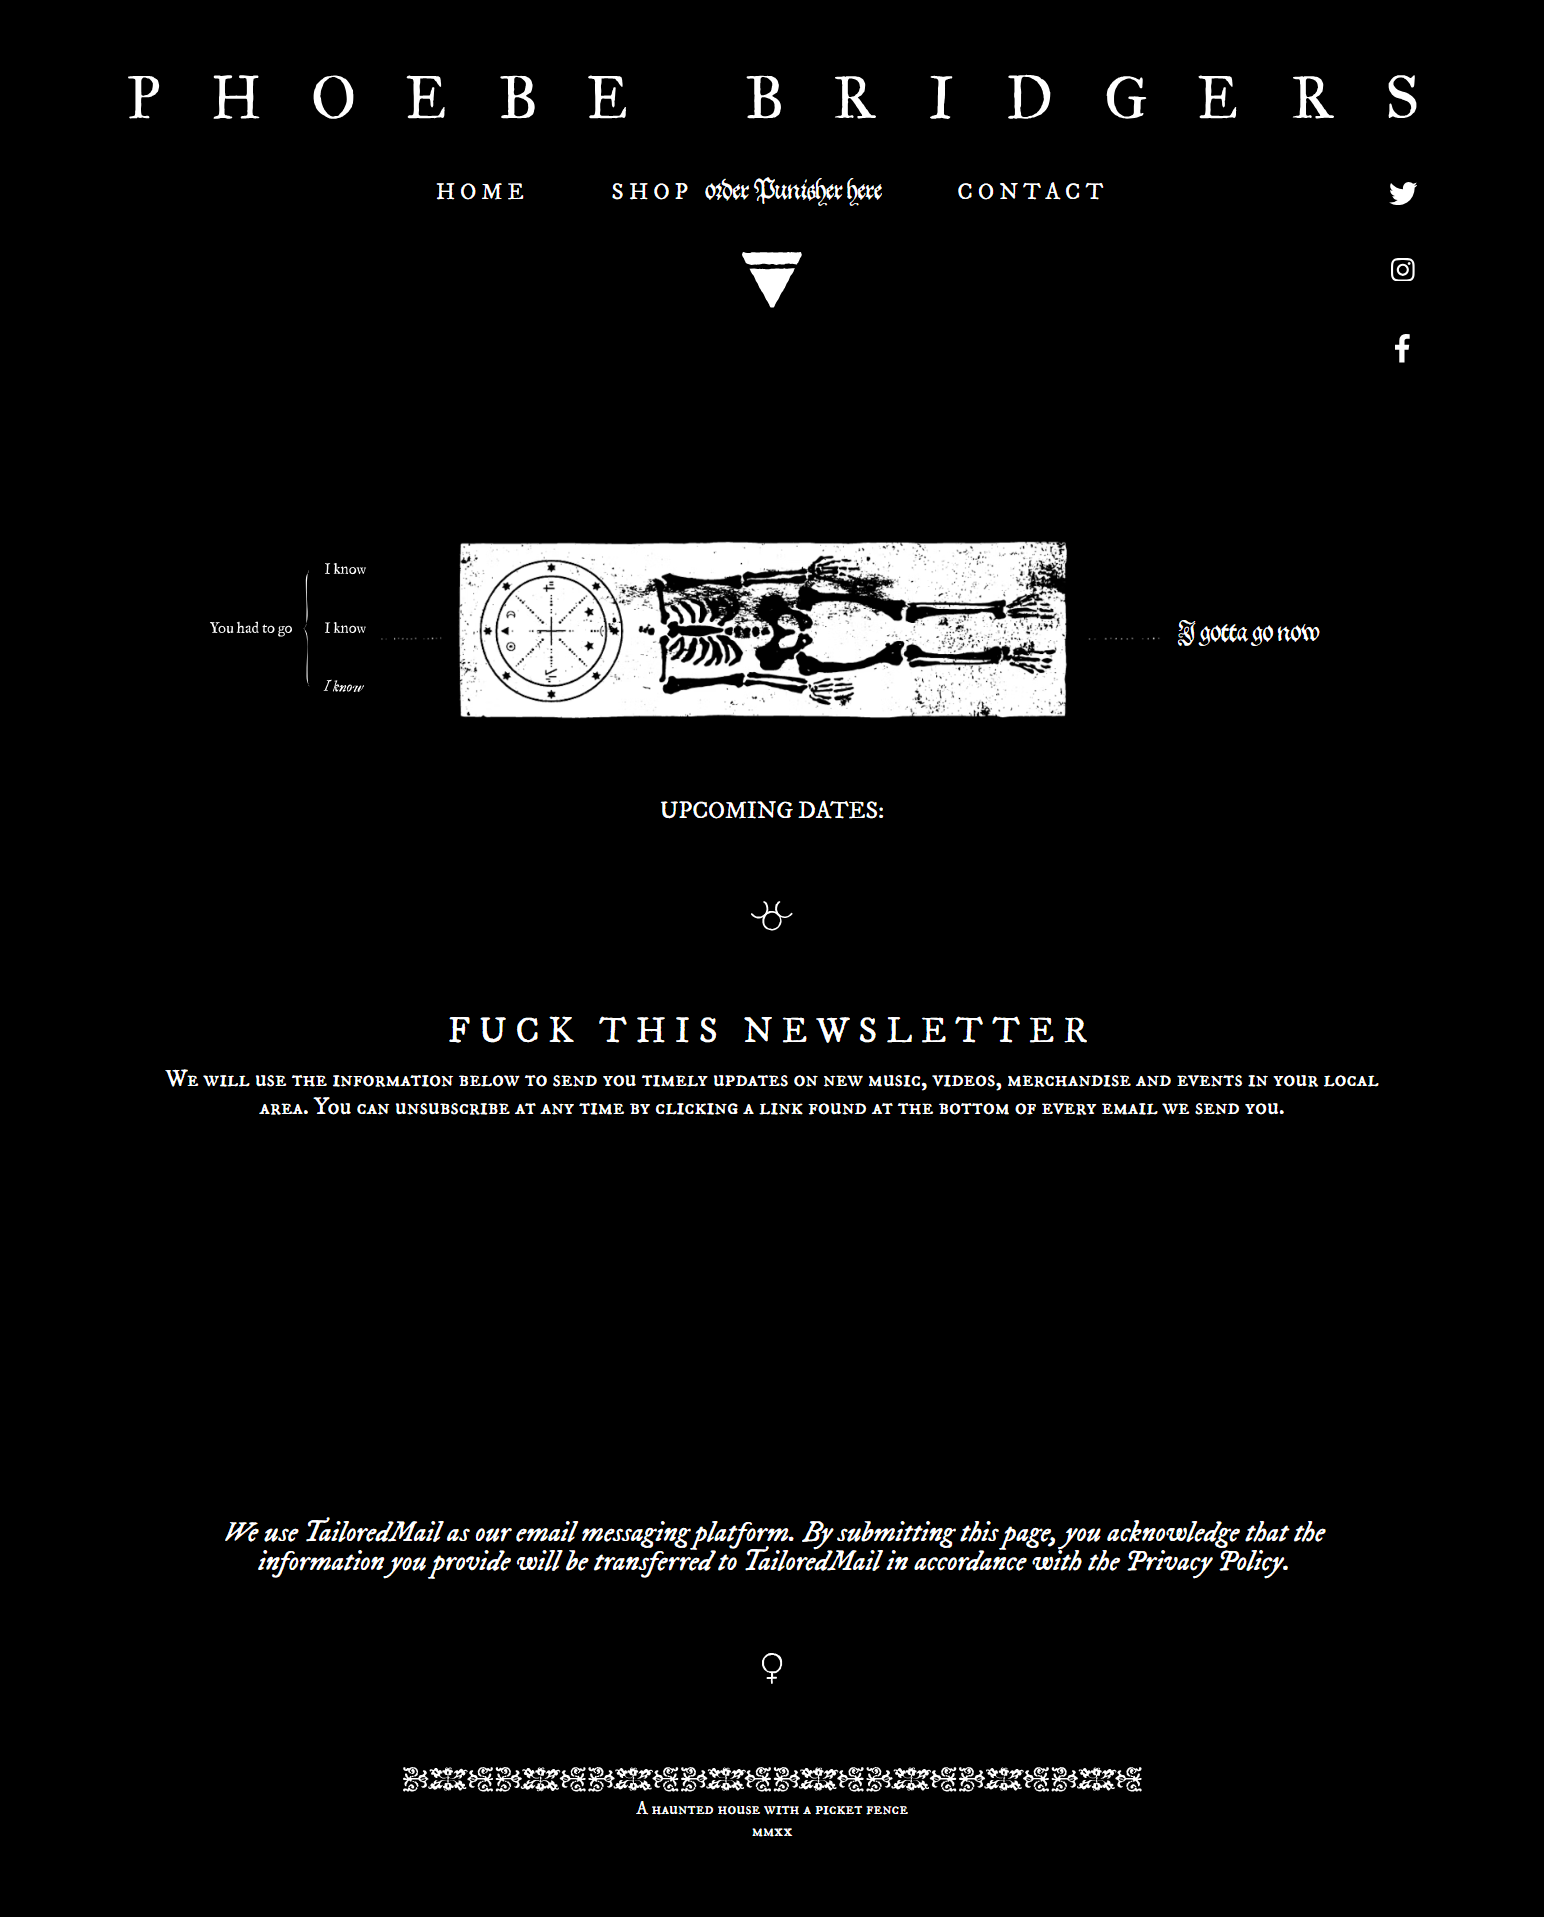 PHOEBE BRIDGERS
HOME
SHOP order Punisher here
CONTACT
I know
You had to go
I know
I know
I gotta go now
UPCOMING DATES:
FUCK THIS NEWSLETTER
We will use the information below to send you timely updates on new music, videos, merchandise and events in your local
area. You can unsubscribe at any time by clicking a link found at the bottom of every email we send you.
We use TailoredMail as our email messaging platform. By submitting this page, you acknowledge that the
information you provide will be transferred to TailoredMail in accordance with the Privacy Policy.
A haunted house with a picket fence
mmxx